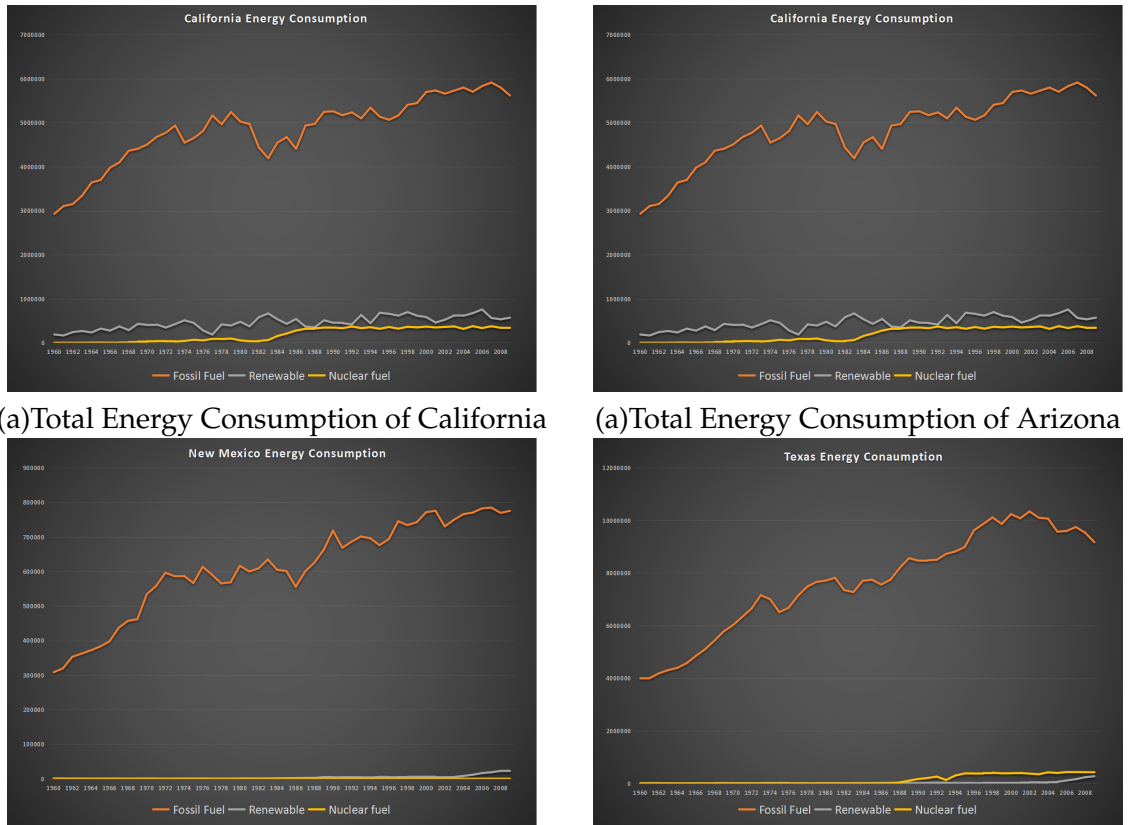 California Energy Consumption
7000000
6000000
5000000
4000000
3000000
2000000
1000000
0
1960 1962 1964 1966 1968 1970 1972 1974 1976 1978 1980 1982 1984 1986 1988 1990 1992 1994 1996 1998 2000 2002 2004 2006 2008
Fossil Fuel Renewable Nuclear fuel
(a)Total Energy Consumption of California
California Energy Consumption
7000000
6000000
5000000
4000000
3000000
2000000
1000000
0
1960 1962 1964 1966 1968 1970 1972 1974 1976 1978 1980 1982 1984 1986 1988 1990 1992 1994 1996 1998 2000 2002 2004 2006 2008
Fossil Fuel Renewable Nuclear fuel
(a)Total Energy Consumption of Arizona
New Mexico Energy Consumption
900000
800000
700000
600000
500000
400000
300000
200000
100000
0
1960 1962 1964 1966 1968 1970 1972 1974 1976 1978 1980 1982 1984 1986 1988 1990 1992 1994 1996 1998 2000 2002 2004 2006 2008
Fossil Fuel Renewable Nuclear fuel
Texas Energy Conaumption
12000000
10000000
8000000
6000000
4000000
2000000
0
1960 1962 1964 1966 1968 1970 1972 1974 1976 1978 1980 1982 1984 1986 1988 1990 1992 1994 1996 1998 2000 2002 2004 2006 2008
Fossil Fuel Renewable Nuclear fuel